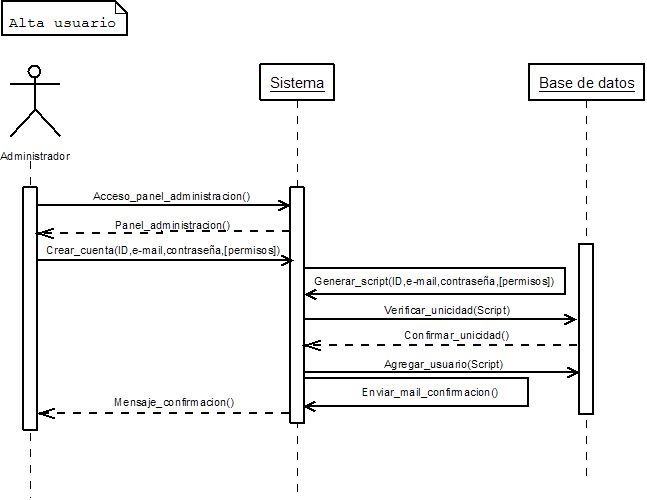 Alta usuario
Sistema
Base de datos
Administrador
Acceso_panel_administracion()
Panel_administracion()
Crear_cuenta(ID,e-mail,contraseña,[permisos])
Generar_script(ID,e-mail,contraseña,[permisos])
Verificar_unicidad(Script)
Confirmar_unicidad()
Agregar_usuario(Script)
Enviar_mail_confirmacion()
Mensaje_confirmacion()